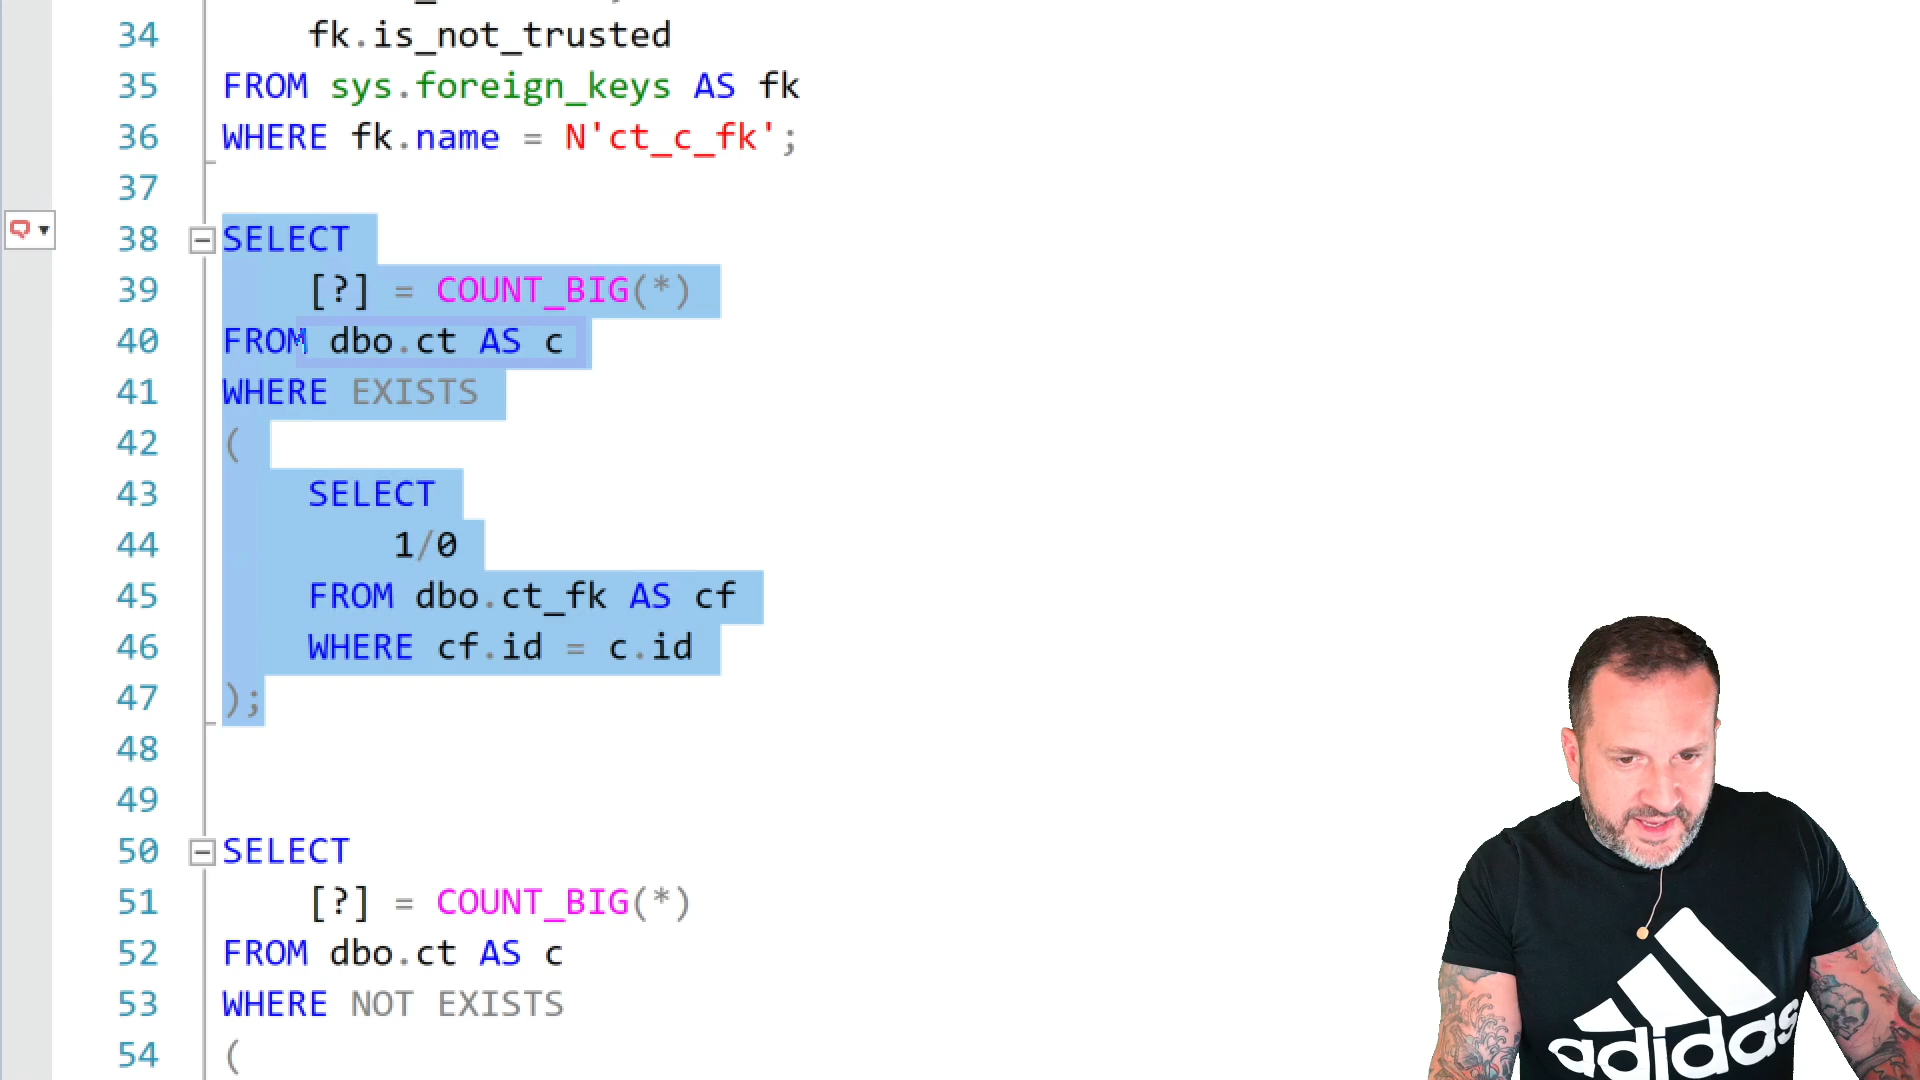 34 fk.is_not_trusted
35 FROM sys.foreign_keys AS fk
36 WHERE fk.name = N'ct_c_fk';
37
38 SELECT
39 [?] = COUNT_BIG(*)
40 FROM dbo.ct AS c
41 WHERE EXISTS
42 (
43 SELECT
44 1/0
45 FROM dbo.ct_fk AS cf
46 WHERE cf.id = c.id
47 );
48
49
50 SELECT
51 [?] = COUNT_BIG(*)
52 FROM dbo.ct AS c
53 WHERE NOT EXISTS
54 (
adidas